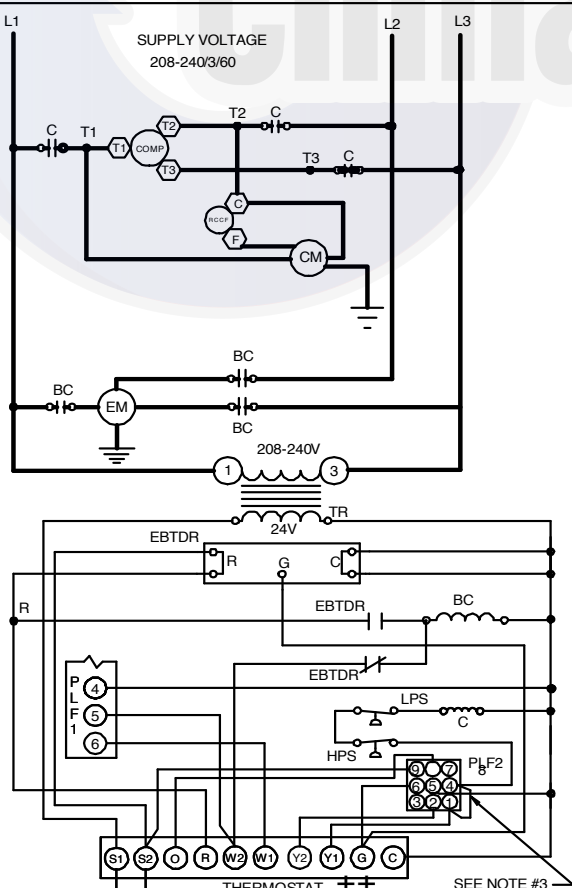 L1
L2
L3
SUPPLY VOLTAGE
208-240/3/60
C
T1
T1
COMP
T2
T3
T2
C
T3
C
C
RCCF
F
CM
BC
BC
EM
BC
208-240V
1
3
TR
24V
EBTDR
R
G
C
R
EBTDR
BC
EBTDR
PLF1
4
5
6
LPS
C
HPS
PLF2
9 8 7
6 5 4
3 2 1
S1 S2 O R W2 W1 Y2 Y1 G C
THERMOSTAT
SEE NOTE #3